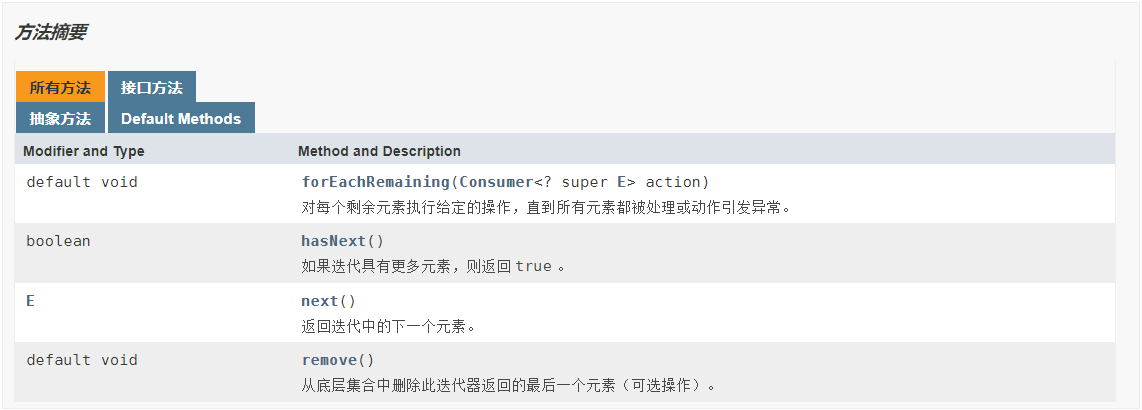 方法摘要
所有方法 接口方法
抽象方法 Default Methods
Modifier and Type Method and Description
default void forEachRemaining(Consumer<? super E> action)
对每个剩余元素执行给定的操作，直到所有元素都被处理或动作引发异常。
boolean hasNext()
如果迭代具有更多元素，则返回 true 。
E next()
返回迭代中的下一个元素。
default void remove()
从底层集合中删除此迭代器返回的最后一个元素（可选操作）。